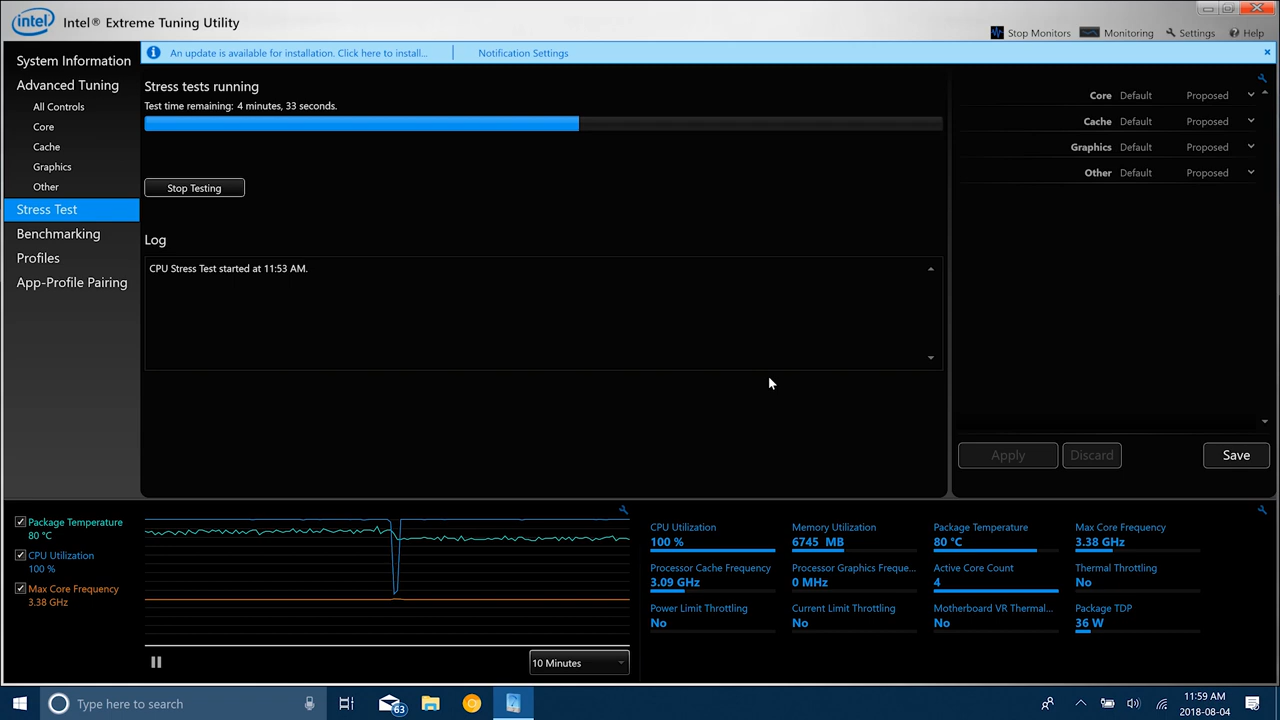 intel
Intel® Extreme Tuning Utility
Stop Monitors
Monitoring
Settings
Help
An update is available for installation. Click here to install...
Notification Settings
System Information
Advanced Tuning
All Controls
Core
Cache
Graphics
Other
Stress Test
Benchmarking
Profiles
App-Profile Pairing
Stress tests running
Test time remaining: 4 minutes, 33 seconds.
Stop Testing
Log
CPU Stress Test started at 11:53 AM.
Core Default Proposed
Cache Default Proposed
Graphics Default Proposed
Other Default Proposed
Apply
Discard
Save
Package Temperature
80 °C
CPU Utilization
100 %
Max Core Frequency
3.38 GHz
10 Minutes
CPU Utilization
100 %
Memory Utilization
6745 MB
Package Temperature
80 °C
Max Core Frequency
3.38 GHz
Processor Cache Frequency
3.09 GHz
Processor Graphics Freque...
0 MHz
Active Core Count
4
Thermal Throttling
No
Power Limit Throttling
No
Current Limit Throttling
No
Motherboard VR Thermal...
No
Package TDP
36 W
Type here to search
63
11:59 AM
2018-08-04